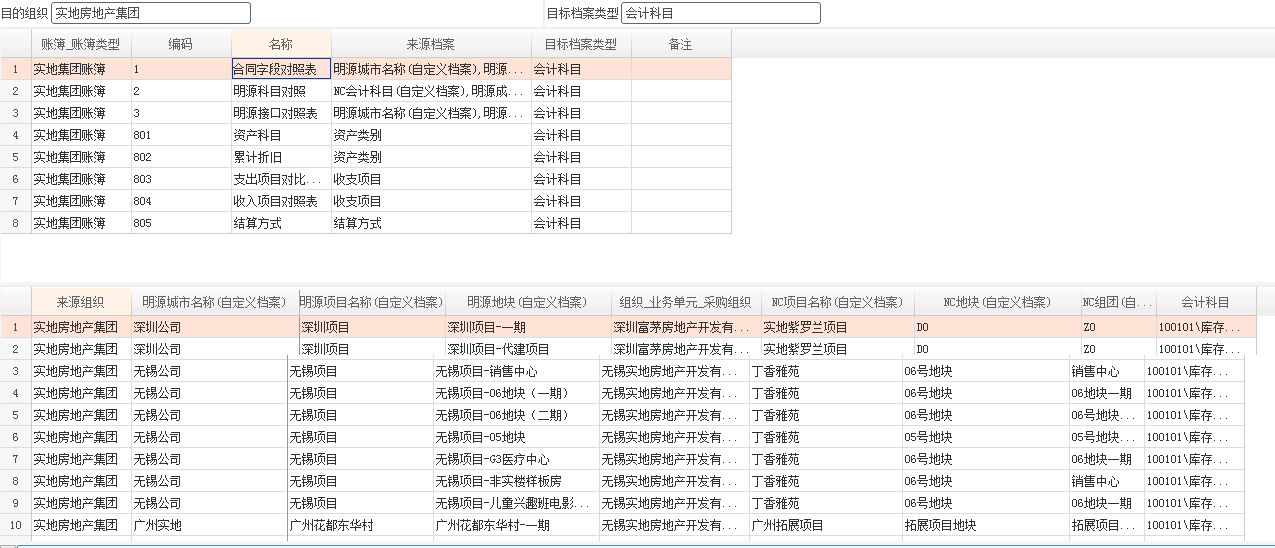 目的组织 实地房地产集团 目标档案类型 会计科目
账簿_账簿类型 编码 名称 来源档案 目标档案类型 备注
1 实地集团账簿 1 合同字段对照表 明源城市名称(自定义档案),明源... 会计科目
2 实地集团账簿 2 明源科目对照 NC会计科目(自定义档案),明源成... 会计科目
3 实地集团账簿 3 明源接口对照表 明源城市名称(自定义档案),明源... 会计科目
4 实地集团账簿 801 资产科目 资产类别 会计科目
5 实地集团账簿 802 累计折旧 资产类别 会计科目
6 实地集团账簿 803 支出项目对比... 收支项目 会计科目
7 实地集团账簿 804 收入项目对照表 收支项目 会计科目
8 实地集团账簿 805 结算方式 结算方式 会计科目
来源组织 明源城市名称(自定义档案) 明源项目名称(自定义档案) 明源地块(自定义档案) 组织_业务单元_采购组织 NC项目名称(自定义档案) NC地块(自定义档案) NC组团(自... 会计科目
1 实地房地产集团 深圳公司 深圳项目 深圳项目-一期 深圳富茅房地产开发有... 实地紫罗兰项目 D0 Z0 100101\库存...
2 实地房地产集团 深圳公司 深圳项目 深圳项目-代建项目 深圳富茅房地产开发有... 实地紫罗兰项目 D0 Z0 100101\库存...
3 实地房地产集团 无锡公司 无锡项目 无锡项目-销售中心 无锡实地房地产开发有... 丁香雅苑 06号地块 销售中心 100101\库存...
4 实地房地产集团 无锡公司 无锡项目 无锡项目-06地块（一期） 无锡实地房地产开发有... 丁香雅苑 06号地块 06地块一期 100101\库存...
5 实地房地产集团 无锡公司 无锡项目 无锡项目-06地块（二期） 无锡实地房地产开发有... 丁香雅苑 06号地块 06号地块... 100101\库存...
6 实地房地产集团 无锡公司 无锡项目 无锡项目-05地块 无锡实地房地产开发有... 丁香雅苑 05号地块 05号地块... 100101\库存...
7 实地房地产集团 无锡公司 无锡项目 无锡项目-G3医疗中心 无锡实地房地产开发有... 丁香雅苑 06号地块 06地块一期 100101\库存...
8 实地房地产集团 无锡公司 无锡项目 无锡项目-非实楼样板房 无锡实地房地产开发有... 丁香雅苑 06号地块 销售中心 100101\库存...
9 实地房地产集团 无锡公司 无锡项目 无锡项目-儿童兴趣班电影... 无锡实地房地产开发有... 丁香雅苑 06号地块 06地块一期 100101\库存...
10 实地房地产集团 广州实地 广州花都东华村 广州花都东华村-一期 无锡实地房地产开发有... 广州拓展项目 拓展项目地块 拓展项目... 100101\库存...